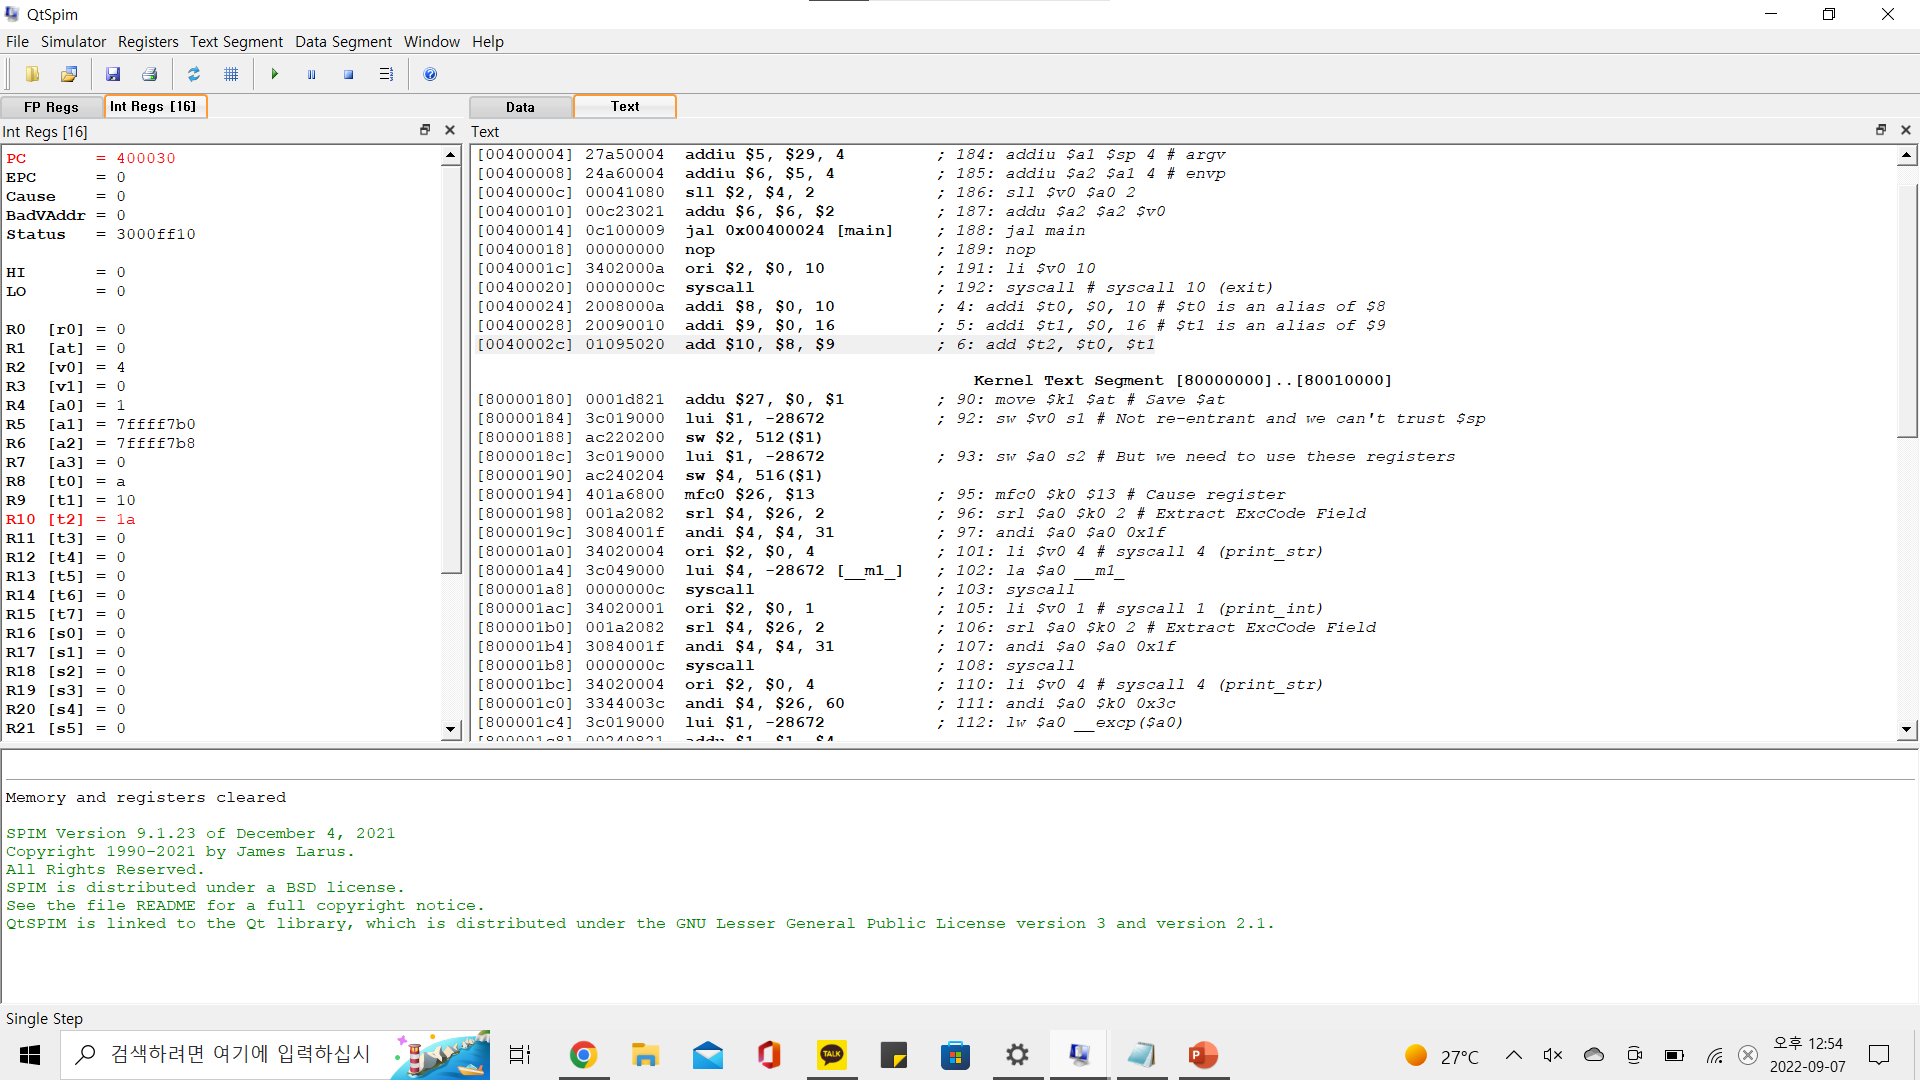 QtSpim
File Simulator Registers Text Segment Data Segment Window Help
FP Regs
Int Regs [16]
Data
Text
Int Regs [16]
Text
PC = 400030
EPC = 0
Cause = 0
BadVAddr = 0
Status = 3000ff10
HI = 0
LO = 0
R0 [r0] = 0
R1 [at] = 0
R2 [v0] = 4
R3 [v1] = 0
R4 [a0] = 1
R5 [a1] = 7ffff7b0
R6 [a2] = 7ffff7b8
R7 [a3] = 0
R8 [t0] = a
R9 [t1] = 10
R10 [t2] = 1a
R11 [t3] = 0
R12 [t4] = 0
R13 [t5] = 0
R14 [t6] = 0
R15 [t7] = 0
R16 [s0] = 0
R17 [s1] = 0
R18 [s2] = 0
R19 [s3] = 0
R20 [s4] = 0
R21 [s5] = 0
[00400004] 27a50004 addiu $5, $29, 4 ; 184: addiu $a1 $sp 4 # argv
[00400008] 24a60004 addiu $6, $5, 4 ; 185: addiu $a2 $a1 4 # envp
[0040000c] 00041080 sll $2, $4, 2 ; 186: sll $v0 $a0 2
[00400010] 00c23021 addu $6, $6, $2 ; 187: addu $a2 $a2 $v0
[00400014] 0c100009 jal 0x00400024 [main] ; 188: jal main
[00400018] 00000000 nop ; 189: nop
[0040001c] 3402000a ori $2, $0, 10 ; 191: li $v0 10
[00400020] 0000000c syscall ; 192: syscall # syscall 10 (exit)
[00400024] 2008000a addi $8, $0, 10 ; 4: addi $t0, $0, 10 # $t0 is an alias of $8
[00400028] 20090010 addi $9, $0, 16 ; 5: addi $t1, $0, 16 # $t1 is an alias of $9
[0040002c] 01095020 add $10, $8, $9 ; 6: add $t2, $t0, $t1
Kernel Text Segment [80000000]..[80010000]
[80000180] 0001d821 addu $27, $0, $1 ; 90: move $k1 $at # Save $at
[80000184] 3c019000 lui $1, -28672 ; 92: sw $v0 s1 # Not re-entrant and we can't trust $sp
[80000188] ac220200 sw $2, 512($1)
[8000018c] 3c019000 lui $1, -28672 ; 93: sw $a0 s2 # But we need to use these registers
[80000190] ac240204 sw $4, 516($1)
[80000194] 401a6800 mfc0 $26, $13 ; 95: mfc0 $k0 $13 # Cause register
[80000198] 001a2082 srl $4, $26, 2 ; 96: srl $a0 $k0 2 # Extract ExcCode Field
[8000019c] 3084001f andi $4, $4, 31 ; 97: andi $a0 $a0 0x1f
[800001a0] 34020004 ori $2, $0, 4 ; 101: li $v0 4 # syscall 4 (print_str)
[800001a4] 3c049000 lui $4, -28672 [__m1_] ; 102: la $a0 __m1_
[800001a8] 0000000c syscall ; 103: syscall
[800001ac] 34020001 ori $2, $0, 1 ; 105: li $v0 1 # syscall 1 (print_int)
[800001b0] 001a2082 srl $4, $26, 2 ; 106: srl $a0 $k0 2 # Extract ExcCode Field
[800001b4] 3084001f andi $4, $4, 31 ; 107: andi $a0 $a0 0x1f
[800001b8] 0000000c syscall ; 108: syscall
[800001bc] 34020004 ori $2, $0, 4 ; 110: li $v0 4 # syscall 4 (print_str)
[800001c0] 3344003c andi $4, $26, 60 ; 111: andi $a0 $k0 0x3c
[800001c4] 3c019000 lui $1, -28672 ; 112: lw $a0 __excp($a0)
[800001c8] 00240821 addu $1, $1, $4
Memory and registers cleared
SPIM Version 9.1.23 of December 4, 2021
Copyright 1990-2021 by James Larus.
All Rights Reserved.
SPIM is distributed under a BSD license.
See the file README for a full copyright notice.
QtSPIM is linked to the Qt library, which is distributed under the GNU Lesser General Public License version 3 and version 2.1.
Single Step
검색하려면 여기에 입력하십시
TALK
P
27°C
오후 12:54
2022-09-07